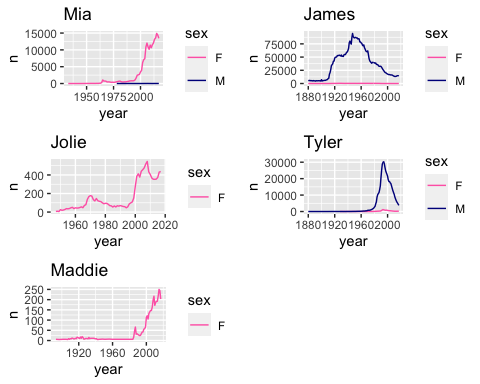 Mia
sex
n
15000
10000
5000
0
F
M
1950
1975
2000
year
James
sex
n
75000
50000
25000
0
F
M
1880
1920
1960
2000
year
Jolie
sex
n
400
200
0
F
1960
1980
2000
2020
year
Tyler
sex
n
30000
20000
10000
0
F
M
1880
1920
1960
2000
year
Maddie
sex
n
250
200
150
100
50
0
F
1920
1960
2000
year